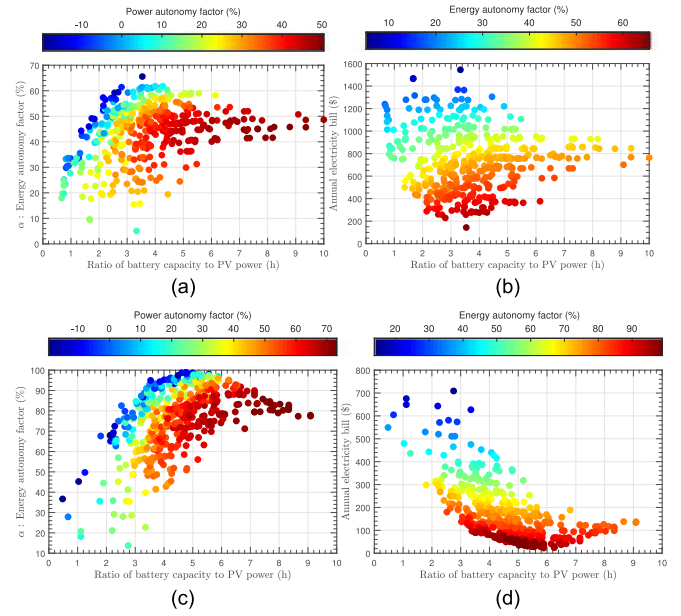 Power autonomy factor (%)
-10 0 10 20 30 40 50
α : Energy autonomy factor (%)
70
60
50
40
30
20
10
0
0 1 2 3 4 5 6 7 8 9 10
Ratio of battery capacity to PV power (h)
(a)
Energy autonomy factor (%)
10 20 30 40 50 60
Annual electricity bill ($)
1600
1400
1200
1000
800
600
400
200
0
0 1 2 3 4 5 6 7 8 9 10
Ratio of battery capacity to PV power (h)
(b)
Power autonomy factor (%)
-10 0 10 20 30 40 50 60 70
α : Energy autonomy factor (%)
100
90
80
70
60
50
40
30
20
10
0 1 2 3 4 5 6 7 8 9 10
Ratio of battery capacity to PV power (h)
(c)
Energy autonomy factor (%)
20 30 40 50 60 70 80 90
Annual electricity bill ($)
800
700
600
500
400
300
200
100
0
0 1 2 3 4 5 6 7 8 9 10
Ratio of battery capacity to PV power (h)
(d)